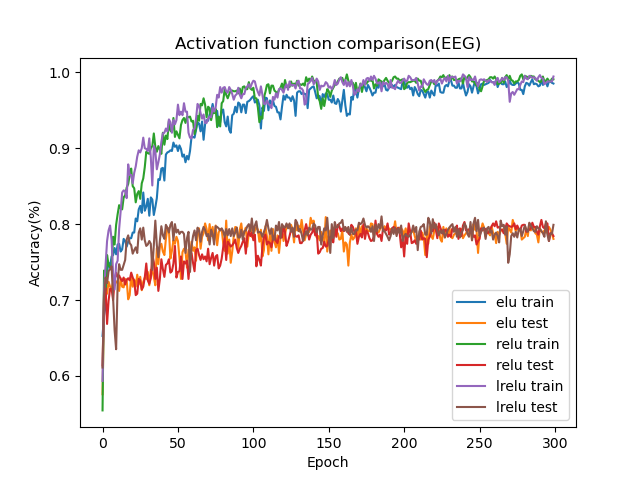 Activation function comparison(EEG)
Accuracy(%)
1.0
0.9
0.8
0.7
0.6
0
50
100
150
200
250
300
Epoch
elu train
elu test
relu train
relu test
lrelu train
lrelu test